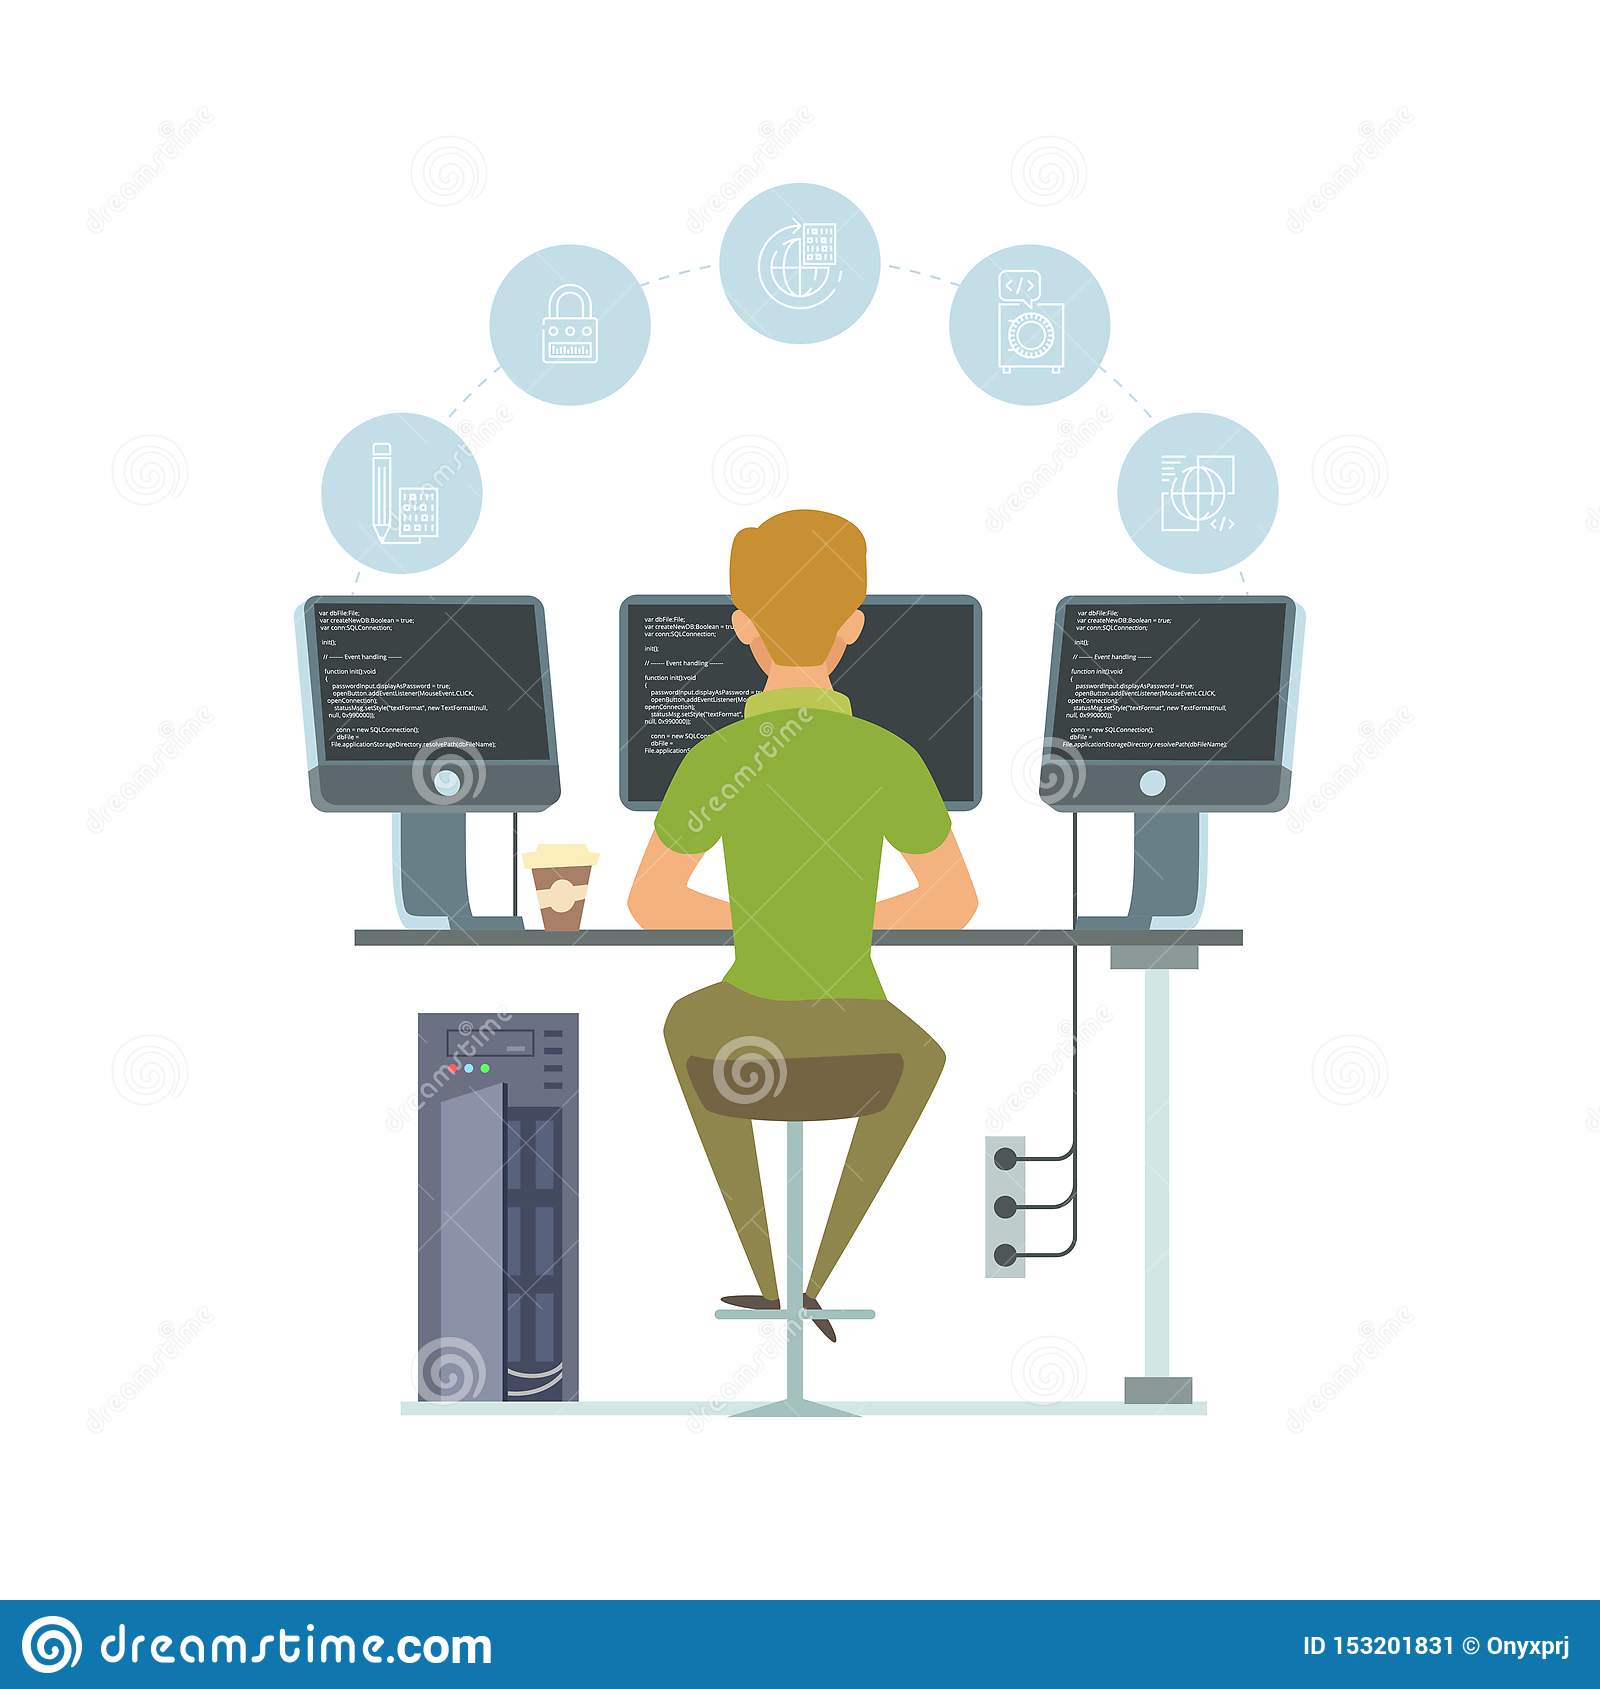 var dbFile:File;
var createNewDB:Boolean = true;
var conn:SQLConnection;
init();
// ------- Event handling -------
function init():void
{
passwordInput.displayAsPassword = true;
openButton.addEventListener(MouseEvent.CLICK,
openConnection);
statusMsg.setStyle("textFormat", new TextFormat(null,
null, 0x990000));
conn = new SQLConnection();
dbFile =
File.applicationStorageDirectory.resolvePath(dbFileName);
var dbFile:File;
var createNewDB:Boolean = tru
var conn:SQLConnection;
init();
// ------- Event handling -------
function init():void
{
passwordInput.displayAsPassword
openButton.addEventListener(Mou
openConnection);
statusMsg.setStyle("textFormat",
null, 0x990000));
conn = new SQLCo
dbFile =
File.applications
var dbFile:File;
var createNewDB:Boolean = true;
var conn:SQLConnection;
init();
// ------- Event handling -------
function init():void
{
passwordInput.displayAsPassword = true;
openButton.addEventListener(MouseEvent.CLICK,
openConnection);
statusMsg.setStyle("textFormat", new TextFormat(null,
null, 0x990000));
conn = new SQLConnection();
dbFile =
File.applicationStorageDirectory.resolvePath(dbFileName);
</> 
</>
dreamstime.com
ID 153201831 © Onyxprj